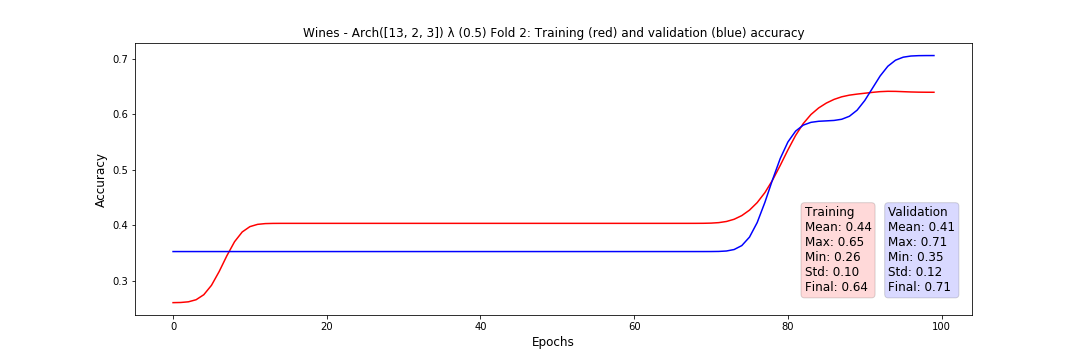 Wines - Arch([13, 2, 3]) λ (0.5) Fold 2: Training (red) and validation (blue) accuracy
Accuracy
0.7
0.6
0.5
0.4
0.3
Training
Mean: 0.44
Max: 0.65
Min: 0.26
Std: 0.10
Final: 0.64
Validation
Mean: 0.41
Max: 0.71
Min: 0.35
Std: 0.12
Final: 0.71
0 20 40 60 80 100
Epochs